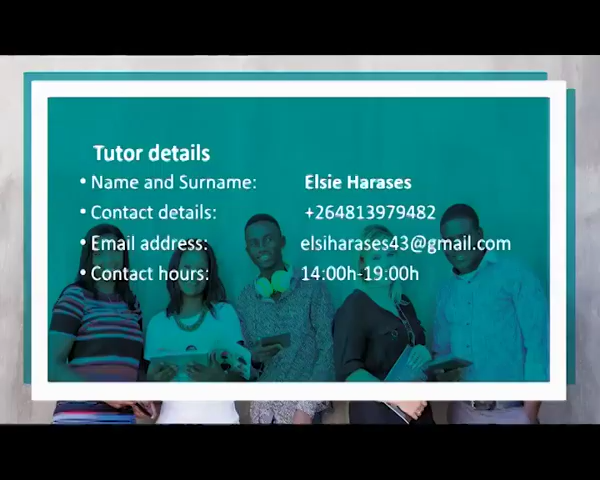 Tutor details
• Name and Surname: Elsie Harases
• Contact details: +264813979482
• Email address: elsiharases43@gmail.com
• Contact hours: 14:00h-19:00h